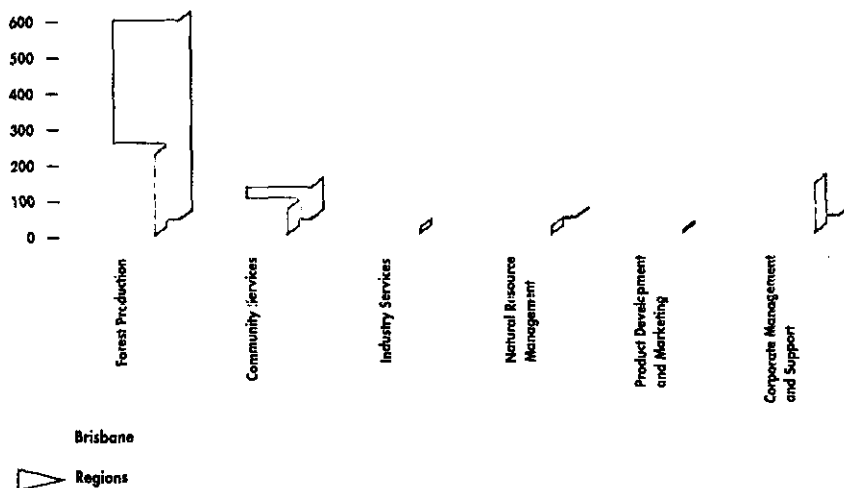 600
500
400
300
200
100
0
Forest Production
Community Services
Industry Services
Natural Resource
Management
Product Development
and Marketing
Corporate Management
and Support
Brisbane
Regions